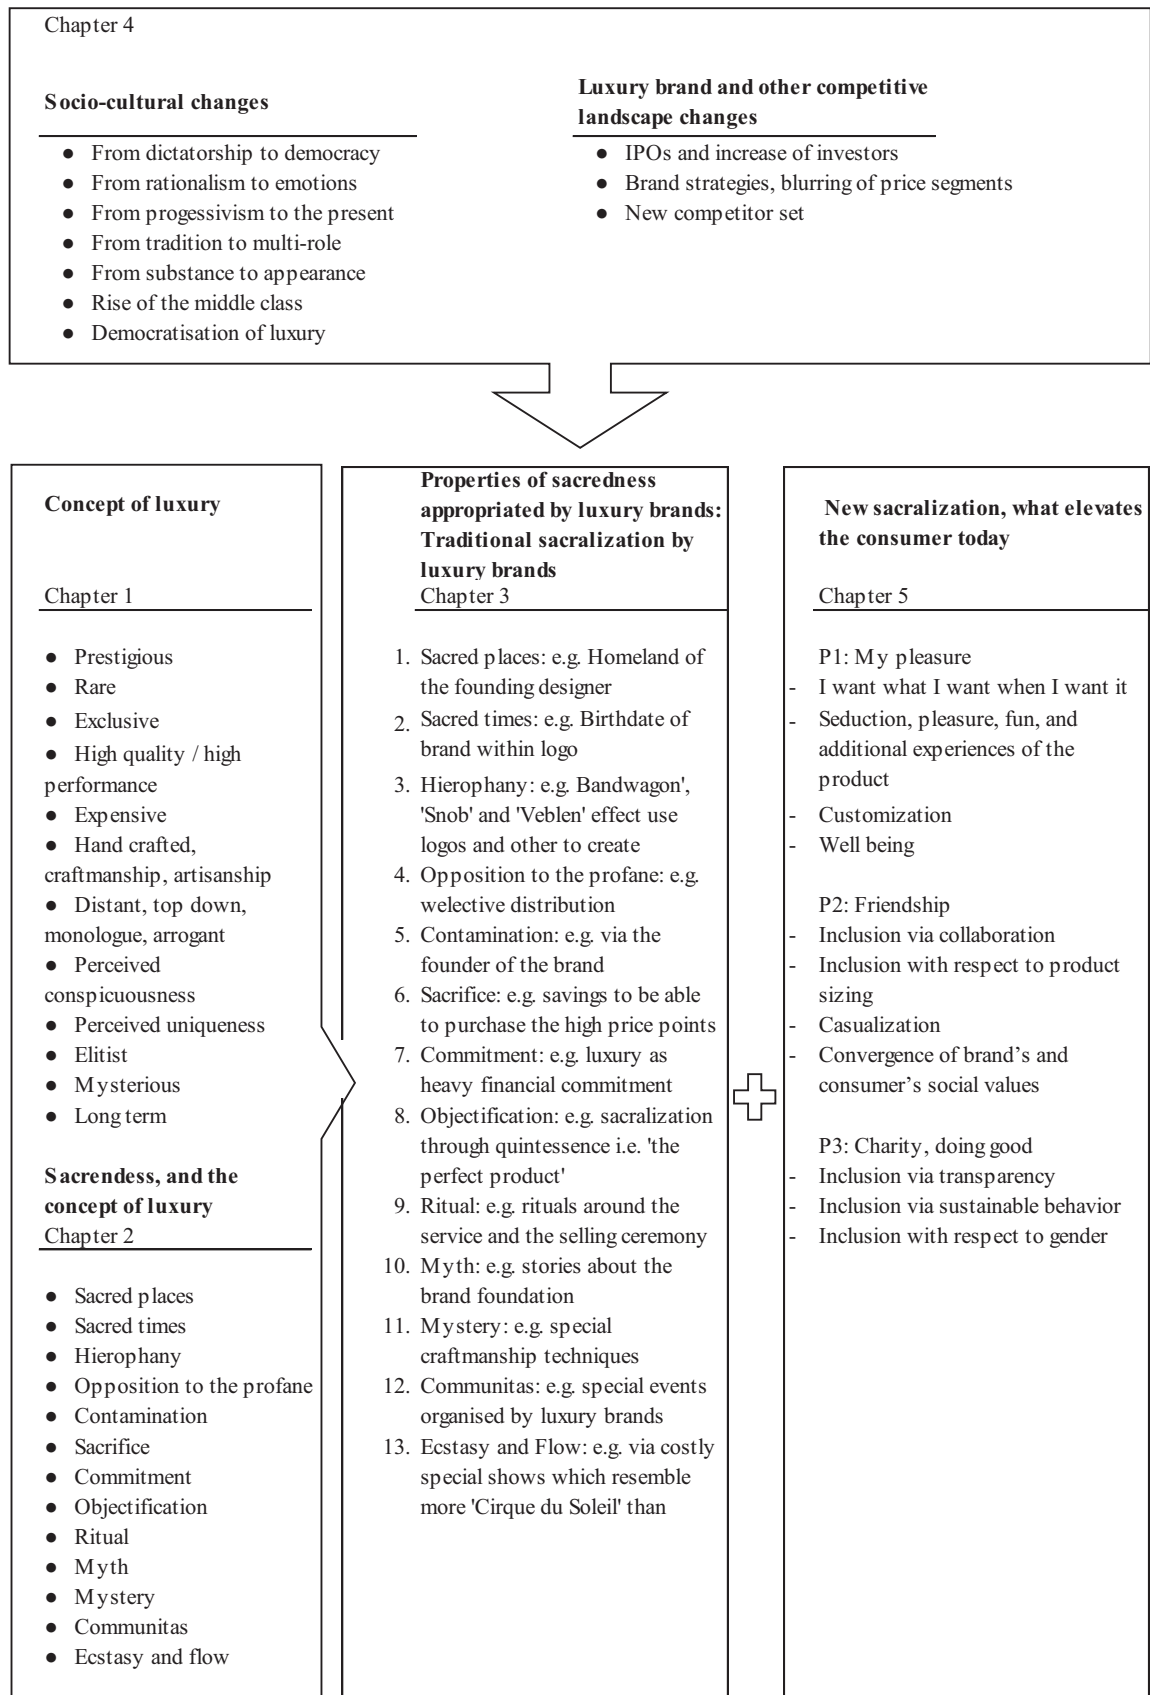 Chapter 4
Socio-cultural changes
● From dictatorship to democracy
● From rationalism to emotions
● From progessivism to the present
● From tradition to multi-role
● From substance to appearance
● Rise of the middle class
● Democratisation of luxury
Luxury brand and other competitive
landscape changes
● IPOs and increase of investors
● Brand strategies, blurring of price segments
● New competitor set
Concept of luxury
Chapter 1
● Prestigious
● Rare
● Exclusive
● High quality / high
performance
● Expensive
● Hand crafted,
craftmanship, artisanship
● Distant, top down,
monologue, arrogant
● Perceived
conspicuousness
● Perceived uniqueness
● Elitist
● Mysterious
● Long term
Sacrendess, and the
concept of luxury
Chapter 2
● Sacred places
● Sacred times
● Hierophany
● Opposition to the profane
● Contamination
● Sacrifice
● Commitment
● Objectification
● Ritual
● Myth
● Mystery
● Communitas
● Ecstasy and flow
Properties of sacredness
appropriated by luxury brands:
Traditional sacralization by
luxury brands
Chapter 3
1. Sacred places: e.g. Homeland of
the founding designer
2. Sacred times: e.g. Birthdate of
brand within logo
3. Hierophany: e.g. Bandwagon',
'Snob' and 'Veblen' effect use
logos and other to create
4. Opposition to the profane: e.g.
welective distribution
5. Contamination: e.g. via the
founder of the brand
6. Sacrifice: e.g. savings to be able
to purchase the high price points
7. Commitment: e.g. luxury as
heavy financial commitment
8. Objectification: e.g. sacralization
through quintessence i.e. 'the
perfect product'
9. Ritual: e.g. rituals around the
service and the selling ceremony
10. Myth: e.g. stories about the
brand foundation
11. Mystery: e.g. special
craftmanship techniques
12. Communitas: e.g. special events
organised by luxury brands
13. Ecstasy and Flow: e.g. via costly
special shows which resemble
more 'Cirque du Soleil' than
New sacralization, what elevates
the consumer today
Chapter 5
P1: My pleasure
- I want what I want when I want it
- Seduction, pleasure, fun, and
additional experiences of the
product
- Customization
- Well being
P2: Friendship
- Inclusion via collaboration
- Inclusion with respect to product
sizing
- Casualization
- Convergence of brand's and
consumer's social values
P3: Charity, doing good
- Inclusion via transparency
- Inclusion via sustainable behavior
- Inclusion with respect to gender